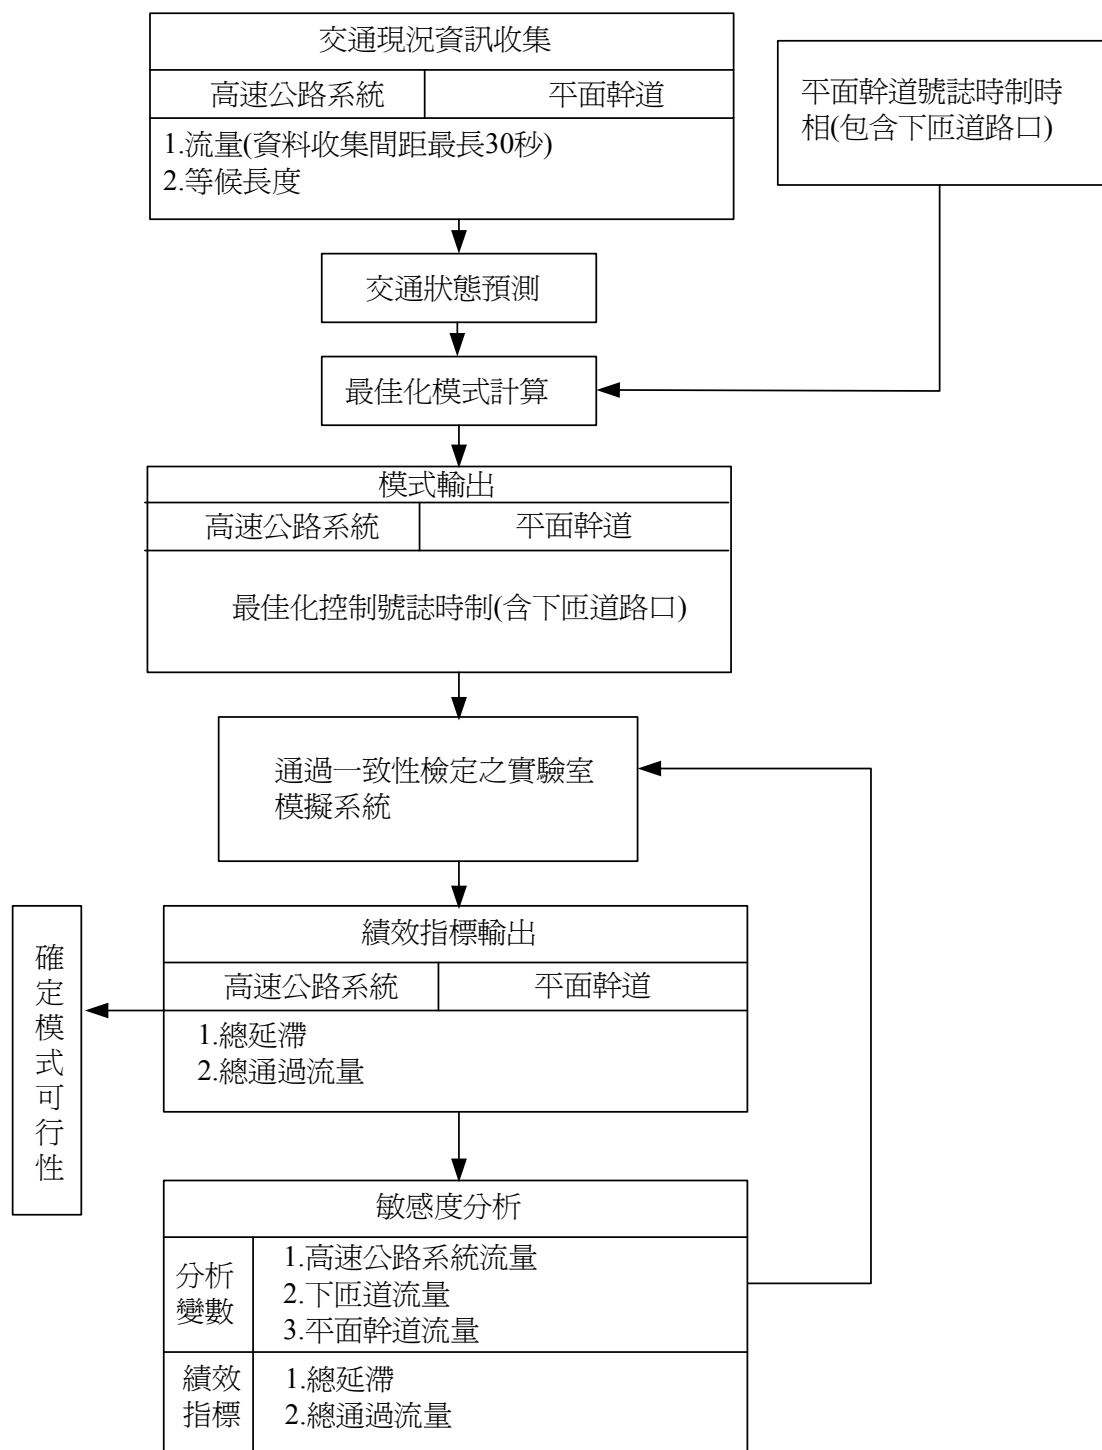 交通現況資訊收集
高速公路系統
平面幹道
1.流量(資料收集間距最長30秒)
2.等候長度
平面幹道號誌時制時
相(包含下匝道路口)
交通狀態預測
最佳化模式計算
模式輸出
高速公路系統
平面幹道
最佳化控制號誌時制(含下匝道路口)
通過一致性檢定之實驗室
模擬系統
績效指標輸出
高速公路系統
平面幹道
1.總延滯
2.總通過流量
確定模式可行性
敏感度分析
分析
變數
1.高速公路系統流量
2.下匝道流量
3.平面幹道流量
績效
指標
1.總延滯
2.總通過流量